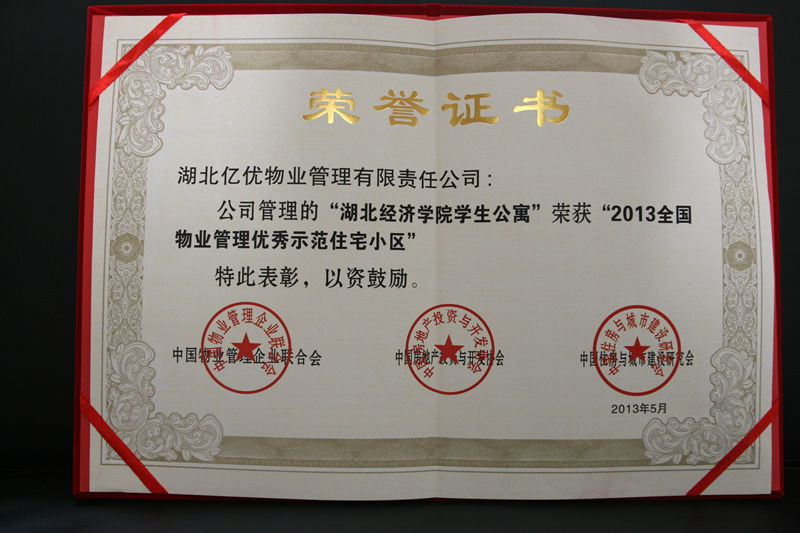 荣誉证书
湖北亿优物业管理有限责任公司：
公司管理的“湖北经济学院学生公寓”荣获“2013全国
物业管理优秀示范住宅小区”
特此表彰，以资鼓励。
中国物业管理企业联合会
中国房地产投资与开发协会
中国住房与城市建设研究会
2013年5月